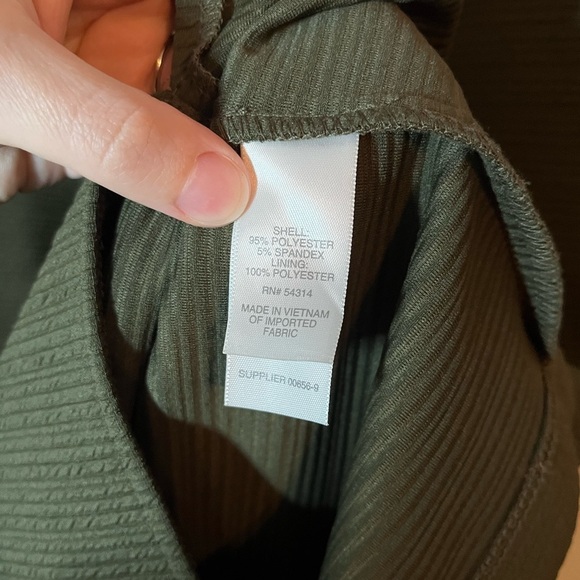 SHELL:
95% POLYESTER
5% SPANDEX
LINING:
100% POLYESTER
RN# 54314
MADE IN VIETNAM
OF IMPORTED
FABRIC
SUPPLIER 00656-9